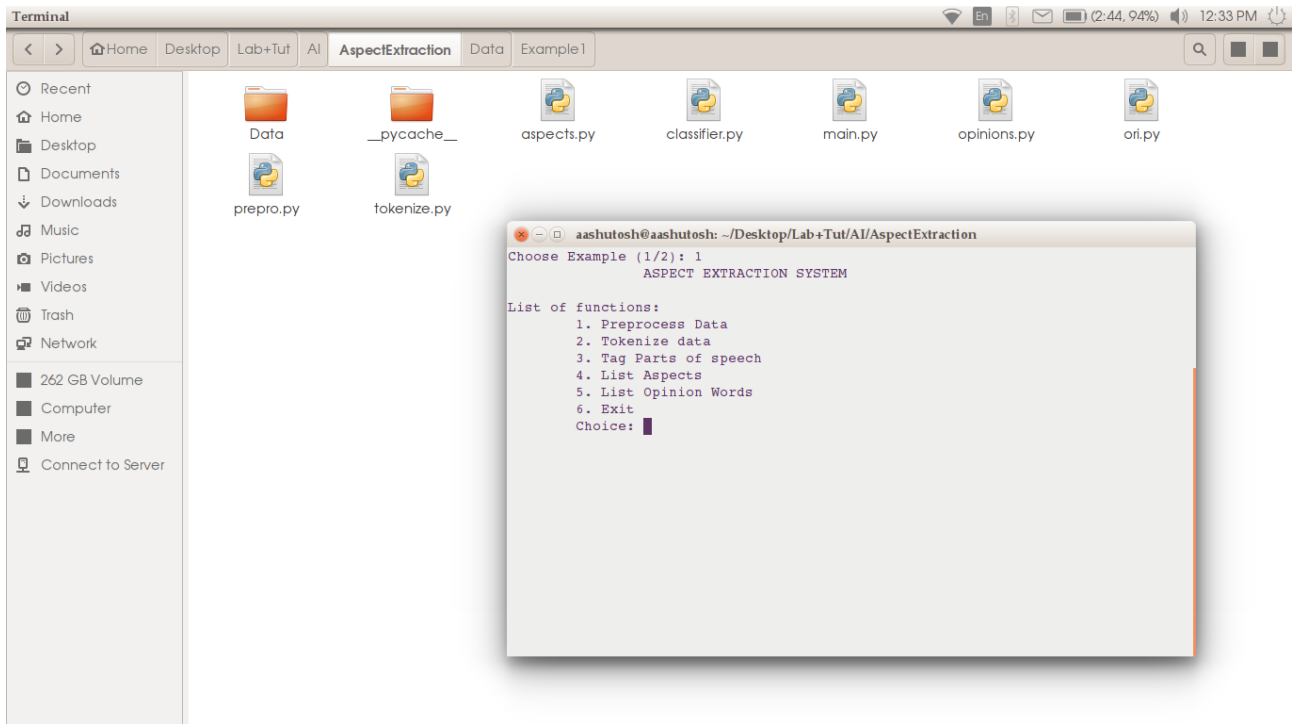 Terminal
En (2:44, 94%) 12:33 PM
Home Desktop Lab+Tut AI AspectExtraction Data Example1
Recent
Home
Desktop
Documents
Downloads
Music
Pictures
Videos
Trash
Network
262 GB Volume
Computer
More
Connect to Server
Data __pycache__ aspects.py classifier.py main.py opinions.py ori.py
prepro.py tokenize.py
aashutosh@aashutosh: ~/Desktop/Lab+Tut/AI/AspectExtraction
Choose Example (1/2): 1
ASPECT EXTRACTION SYSTEM
List of functions:
1. Preprocess Data
2. Tokenize data
3. Tag Parts of speech
4. List Aspects
5. List Opinion Words
6. Exit
Choice: